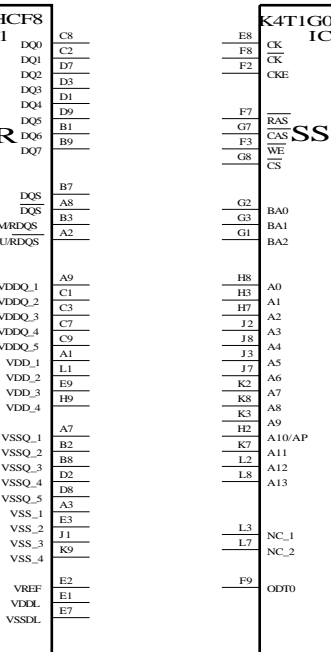 HCF8
1
DQ0 C8
DQ1 C2
DQ2 D7
DQ3 D3
DQ4 D1
DQ5 D9
R DQ6 B1
DQ7 B9
DQS B7
DQS A8
M/RDQS B3
U/RDQS A2
VDDQ_1 A9
VDDQ_2 C1
VDDQ_3 C3
VDDQ_4 C7
VDDQ_5 C9
VDD_1 A1
VDD_2 L1
VDD_3 E9
VDD_4 H9
VSSQ_1 A7
VSSQ_2 B2
VSSQ_3 B8
VSSQ_4 D2
VSSQ_5 D8
VSS_1 A3
VSS_2 E3
VSS_3 J1
VSS_4 K9
VREF E2
VDDL E1
VSSDL E7
K4T1G0
IC
E8 CK
F8 CK
F2 CKE
F7 RAS
G7 CAS SS
F3 WE
G8 CS
G2 BA0
G3 BA1
G1 BA2
H8 A0
H3 A1
H7 A2
J2 A3
J8 A4
J3 A5
J7 A6
K2 A7
K8 A8
K3 A9
H2 A10/AP
K7 A11
L2 A12
L8 A13
L3 NC_1
L7 NC_2
F9 ODT0